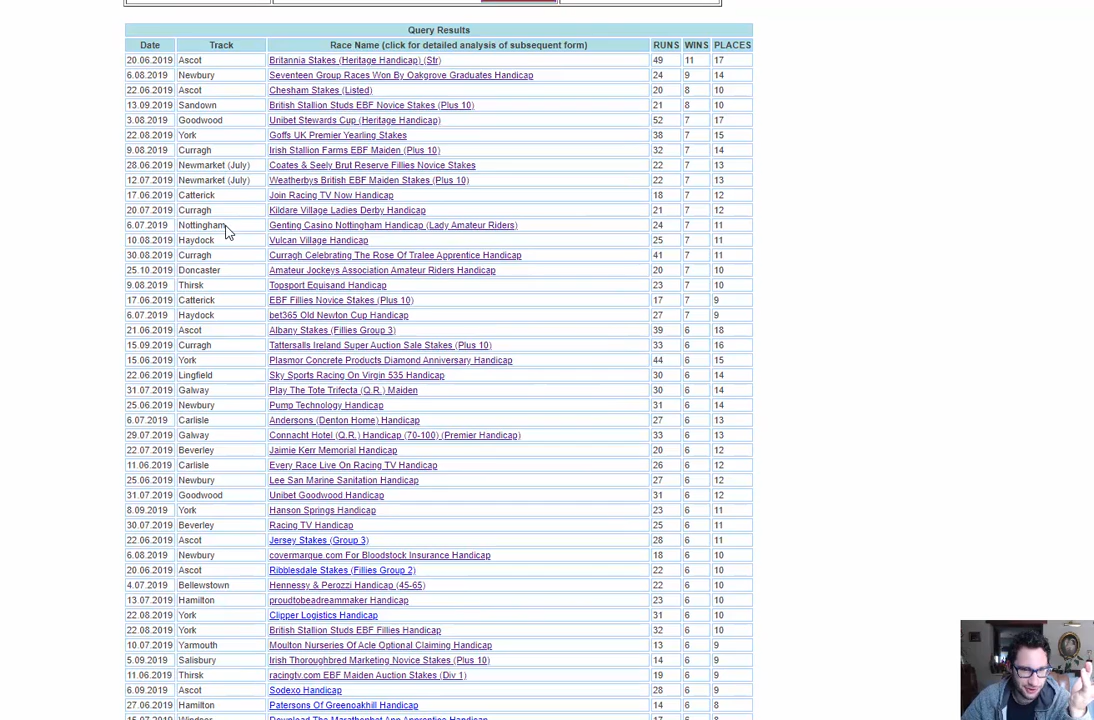 Query Results
Date Track Race Name (click for detailed analysis of subsequent form) RUNS WINS PLACES
20.06.2019 Ascot Britannia Stakes (Heritage Handicap) (Str) 49 11 17
6.08.2019 Newbury Seventeen Group Races Won By Oakgrove Graduates Handicap 24 9 14
22.06.2019 Ascot Chesham Stakes (Listed) 20 8 10
13.09.2019 Sandown British Stallion Studs EBF Novice Stakes (Plus 10) 21 8 10
3.08.2019 Goodwood Unibet Stewards Cup (Heritage Handicap) 52 7 17
22.08.2019 York Goffs UK Premier Yearling Stakes 38 7 15
9.08.2019 Curragh Irish Stallion Farms EBF Maiden (Plus 10) 32 7 14
28.06.2019 Newmarket (July) Coates & Seely Brut Reserve Fillies Novice Stakes 22 7 13
12.07.2019 Newmarket (July) Weatherbys British EBF Maiden Stakes (Plus 10) 22 7 13
17.06.2019 Catterick Join Racing TV Now Handicap 18 7 12
20.07.2019 Curragh Kildare Village Ladies Derby Handicap 21 7 12
6.07.2019 Nottingham Genting Casino Nottingham Handicap (Lady Amateur Riders) 24 7 11
10.08.2019 Haydock Vulcan Village Handicap 25 7 11
30.08.2019 Curragh Curragh Celebrating The Rose Of Tralee Apprentice Handicap 41 7 11
25.10.2019 Doncaster Amateur Jockeys Association Amateur Riders Handicap 20 7 10
9.08.2019 Thirsk Topsport Equisand Handicap 23 7 10
17.06.2019 Catterick EBF Fillies Novice Stakes (Plus 10) 17 7 9
6.07.2019 Haydock bet365 Old Newton Cup Handicap 27 7 9
21.06.2019 Ascot Albany Stakes (Fillies Group 3) 39 6 18
15.09.2019 Curragh Tattersalls Ireland Super Auction Sale Stakes (Plus 10) 33 6 16
15.06.2019 York Plasmor Concrete Products Diamond Anniversary Handicap 44 6 15
22.06.2019 Lingfield Sky Sports Racing On Virgin 535 Handicap 30 6 14
31.07.2019 Galway Play The Tote Trifecta (Q.R.) Maiden 30 6 14
25.06.2019 Newbury Pump Technology Handicap 31 6 14
6.07.2019 Carlisle Andersons (Denton Home) Handicap 27 6 13
29.07.2019 Galway Connacht Hotel (Q.R.) Handicap (70-100) (Premier Handicap) 33 6 13
22.07.2019 Beverley Jaimie Kerr Memorial Handicap 20 6 12
11.06.2019 Carlisle Every Race Live On Racing TV Handicap 26 6 12
25.06.2019 Newbury Lee San Marine Sanitation Handicap 27 6 12
31.07.2019 Goodwood Unibet Goodwood Handicap 31 6 12
8.09.2019 York Hanson Springs Handicap 23 6 11
30.07.2019 Beverley Racing TV Handicap 25 6 11
22.06.2019 Ascot Jersey Stakes (Group 3) 28 6 11
6.08.2019 Newbury covermarque com For Bloodstock Insurance Handicap 18 6 10
20.06.2019 Ascot Ribblesdale Stakes (Fillies Group 2) 22 6 10
4.07.2019 Bellewstown Hennessy & Perozzi Handicap (45-65) 22 6 10
13.07.2019 Hamilton proudtobeadreammaker Handicap 23 6 10
22.08.2019 York Clipper Logistics Handicap 31 6 10
22.08.2019 York British Stallion Studs EBF Fillies Handicap 32 6 10
10.07.2019 Yarmouth Moulton Nurseries Of Acle Optional Claiming Handicap 13 6 9
5.09.2019 Salisbury Irish Thoroughbred Marketing Novice Stakes (Plus 10) 14 6 9
11.06.2019 Thirsk racingtv.com EBF Maiden Auction Stakes (Div 1) 19 6 9
6.09.2019 Ascot Sodexo Handicap 28 6 9
27.06.2019 Hamilton Patersons Of Greenoakhill Handicap 14 6 8
15.07.2019 Windsor Download The Marathonbet App Apprentice Handicap 17 6 8